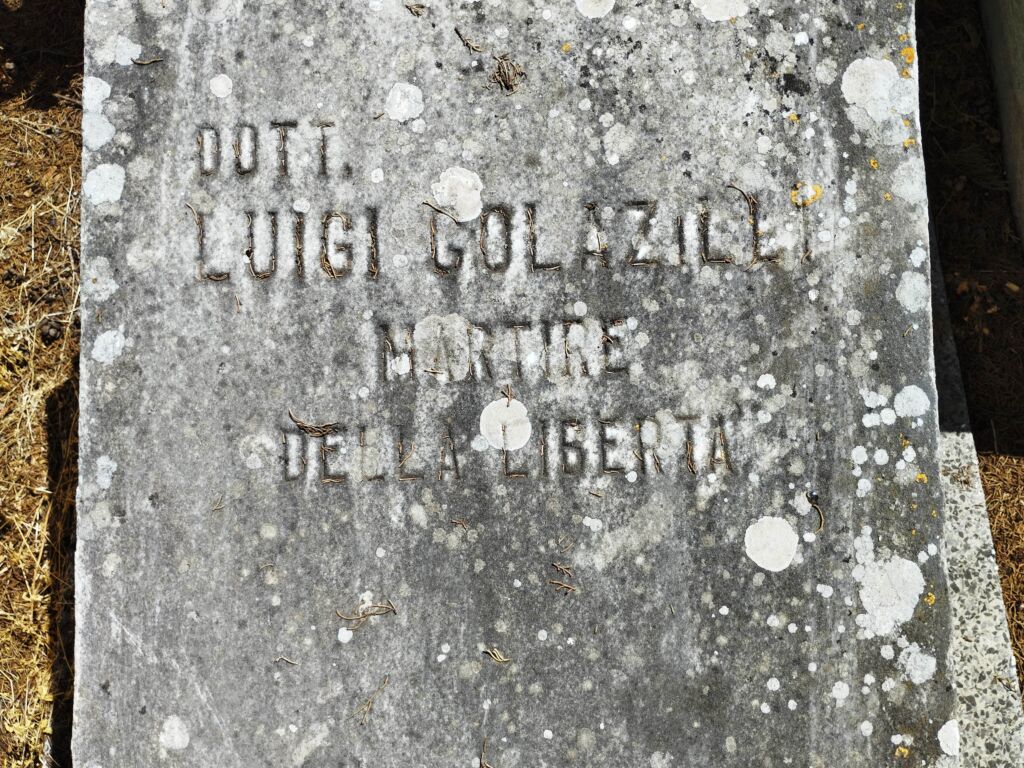 DOTT.
LUIGI GOLAZILLI
MARTIRE
DELLA LIBERTA'